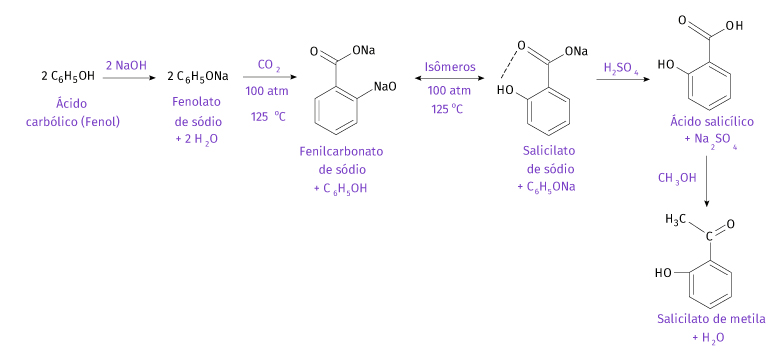 2 C6H5OH
2 NaOH
2 C6H5ONa
CO2
100 atm
125 ºC
O
ONa
NaO
Isômeros
100 atm
125 ºC
O
ONa
HO
H2SO4
O
OH
HO
Ácido
carbólico (Fenol)
Fenolato
de sódio
+ 2 H2O
Fenilcarbonato
de sódio
+ C6H5OH
Salicilato
de sódio
+ C6H5ONa
Ácido salicílico
+ Na2SO4
CH3OH
H3C
C
O
HO
Salicilato de metila
+ H2O